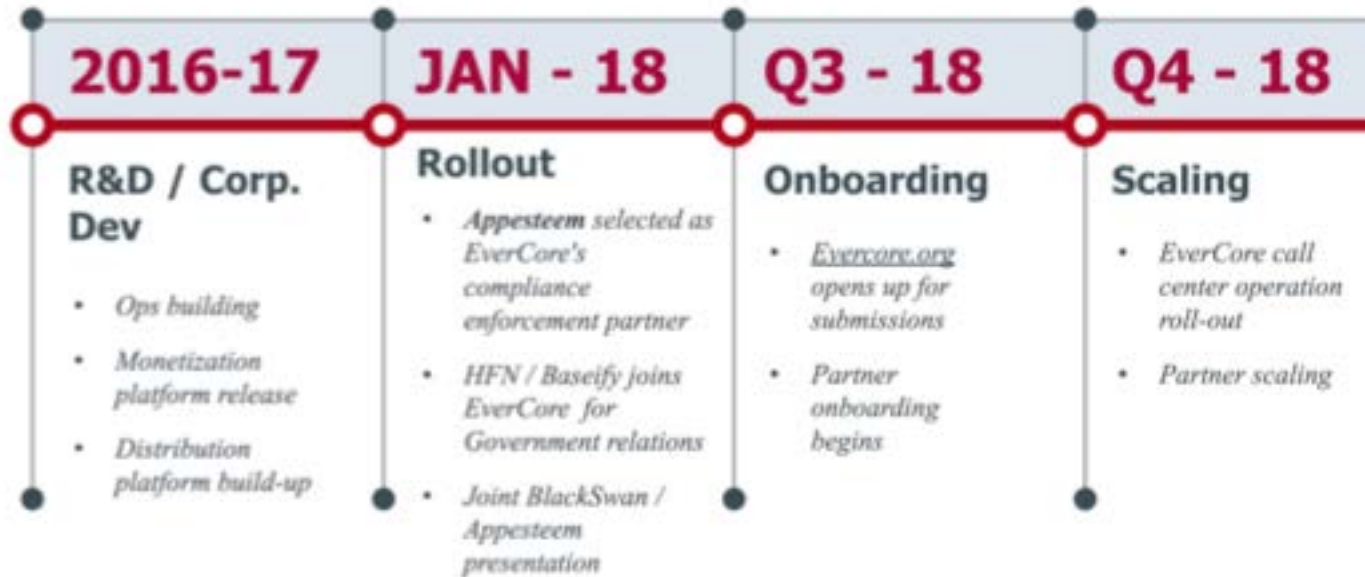 2016-17
JAN - 18
Q3 - 18
Q4 - 18
R&D / Corp.
Dev
• Ops building
• Monetization
platform release
• Distribution
platform build-up
Rollout
• Appesteem selected as
EverCore's
compliance
enforcement partner
• HFN / Baseify joins
EverCore for
Government relations
• Joint BlackSwan /
Appesteem
presentation
Onboarding
• Evercore.org
opens up for
submissions
• Partner
onboarding
begins
Scaling
• EverCore call
center operation
roll-out
• Partner scaling